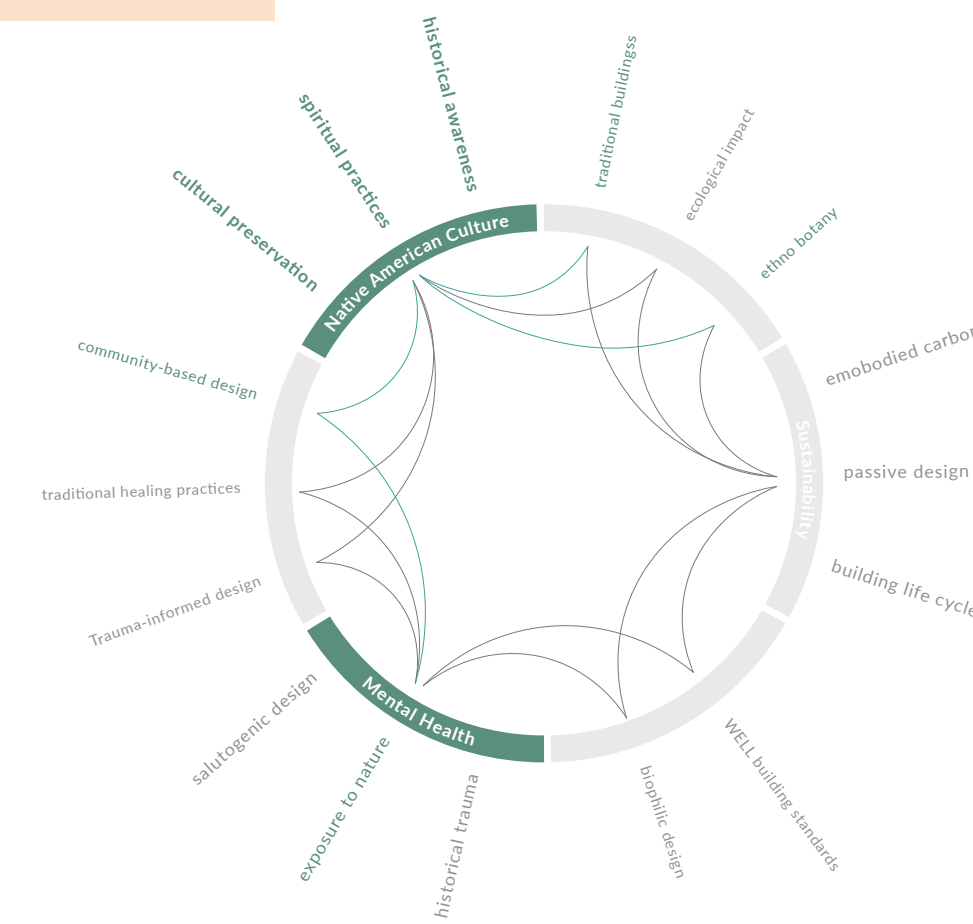 historical awareness
traditional buildingss
ecological impact
ethno botany
emobodied carbon
passive design
building life cycle
WELL building standards
biophilic design
historical trauma
exposure to nature
salutogenic design
Trauma-informed design
traditional healing practices
community-based design
cultural preservation
spiritual practices
Native American Culture
Sustainability
Mental Health